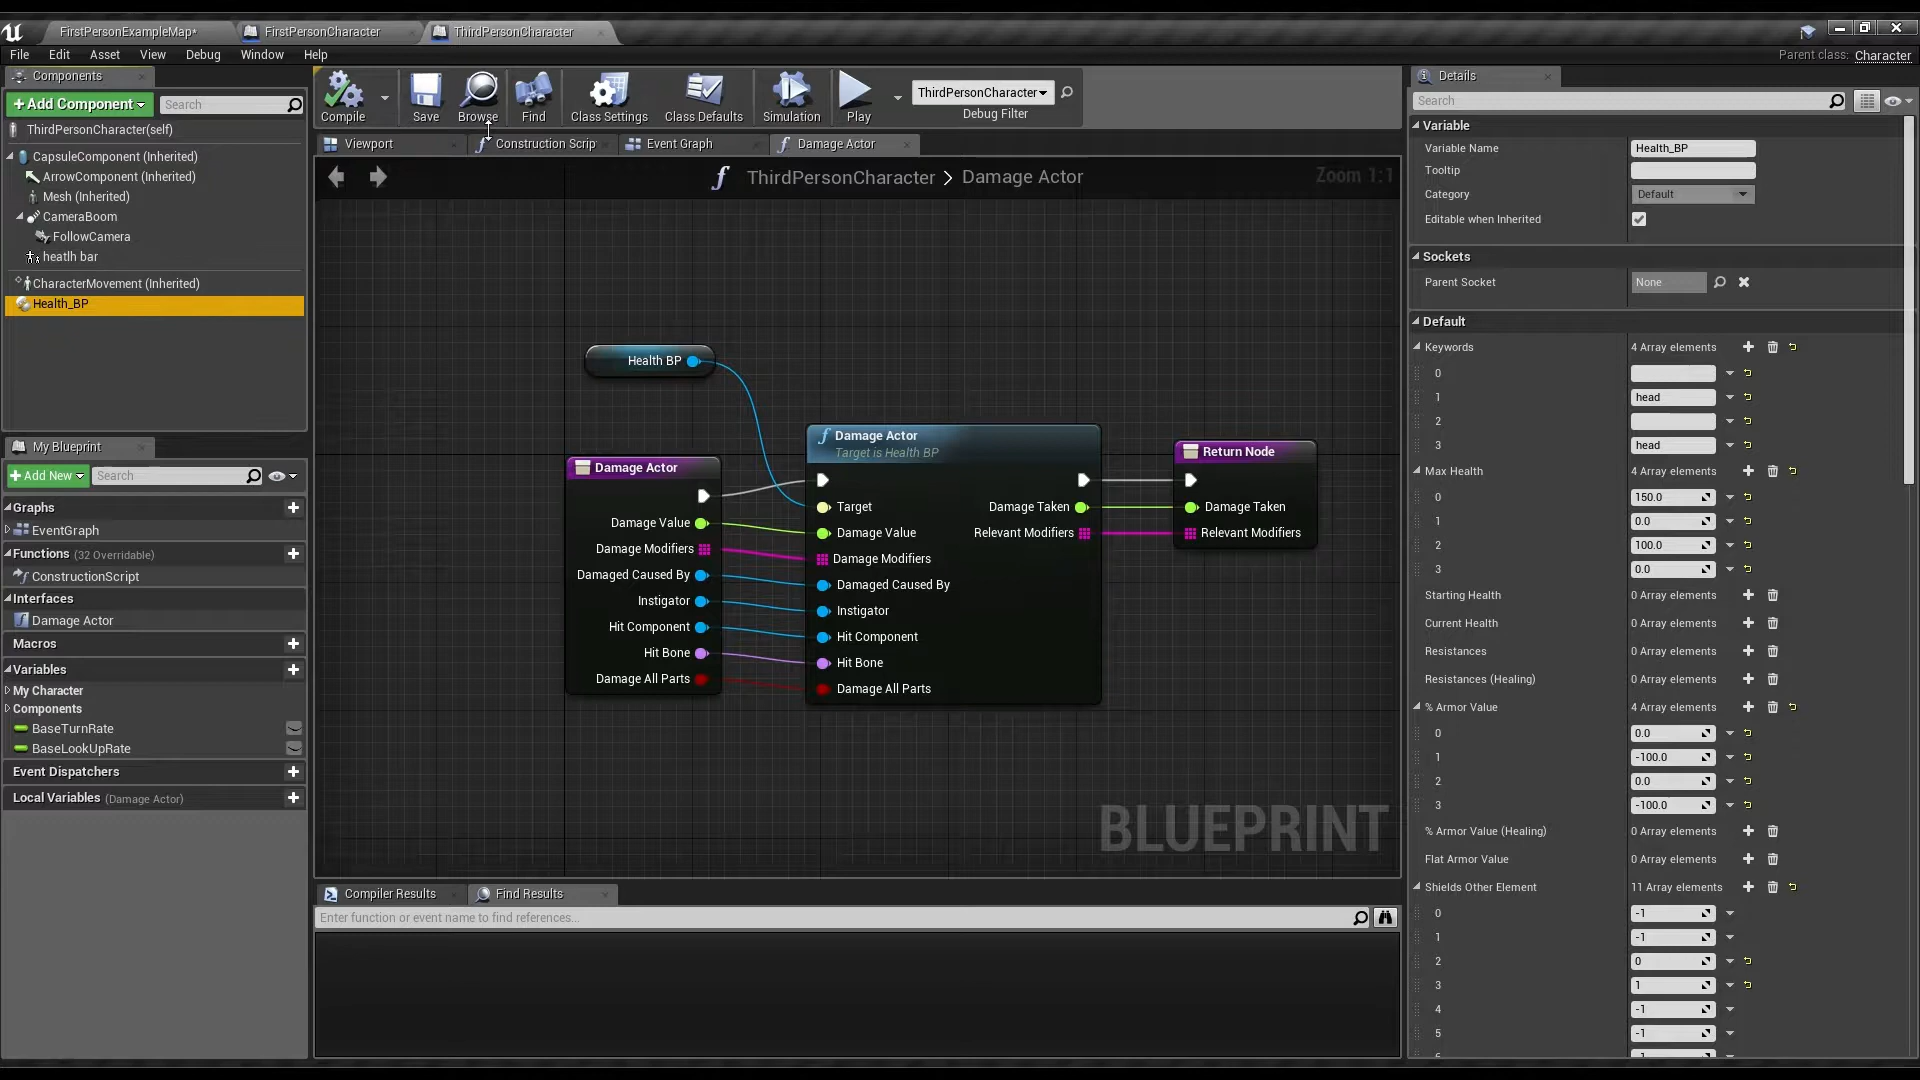 FirstPersonExampleMap*
FirstPersonCharacter
ThirdPersonCharacter
File Edit Asset View Debug Window Help
Parent class: Character
Components
+Add Component
Search
ThirdPersonCharacter(self)
CapsuleComponent (Inherited)
ArrowComponent (Inherited)
Mesh (Inherited)
CameraBoom
FollowCamera
heatlh bar
CharacterMovement (Inherited)
Health_BP
My Blueprint
+Add New
Search
Graphs
EventGraph
Functions (32 Overridable)
ConstructionScript
Interfaces
Damage Actor
Macros
Variables
My Character
Components
BaseTurnRate
BaseLookUpRate
Event Dispatchers
Local Variables (Damage Actor)
Compile
Save
Browse
Find
Class Settings
Class Defaults
Simulation
Play
ThirdPersonCharacter
Debug Filter
Viewport
Construction Scrip
Event Graph
Damage Actor
ThirdPersonCharacter > Damage Actor
Zoom 1:1
Health BP
Damage Actor
Damage Value
Damage Modifiers
Damaged Caused By
Instigator
Hit Component
Hit Bone
Damage All Parts
Damage Actor
Target is Health BP
Target
Damage Value
Damage Modifiers
Damaged Caused By
Instigator
Hit Component
Hit Bone
Damage All Parts
Damage Taken
Relevant Modifiers
Return Node
Damage Taken
Relevant Modifiers
BLUEPRINT
Compiler Results
Find Results
Enter function or event name to find references...
Details
Search
Variable
Variable Name Health_BP
Tooltip
Category Default
Editable when Inherited
Sockets
Parent Socket None
Default
Keywords 4 Array elements
0
1 head
2
3 head
Max Health 4 Array elements
0 150.0
1 0.0
2 100.0
3 0.0
Starting Health 0 Array elements
Current Health 0 Array elements
Resistances 0 Array elements
Resistances (Healing) 0 Array elements
% Armor Value 4 Array elements
0 0.0
1 -100.0
2 0.0
3 -100.0
% Armor Value (Healing) 0 Array elements
Flat Armor Value 0 Array elements
Shields Other Element 11 Array elements
0 -1
1 -1
2 0
3 1
4 -1
5 -1